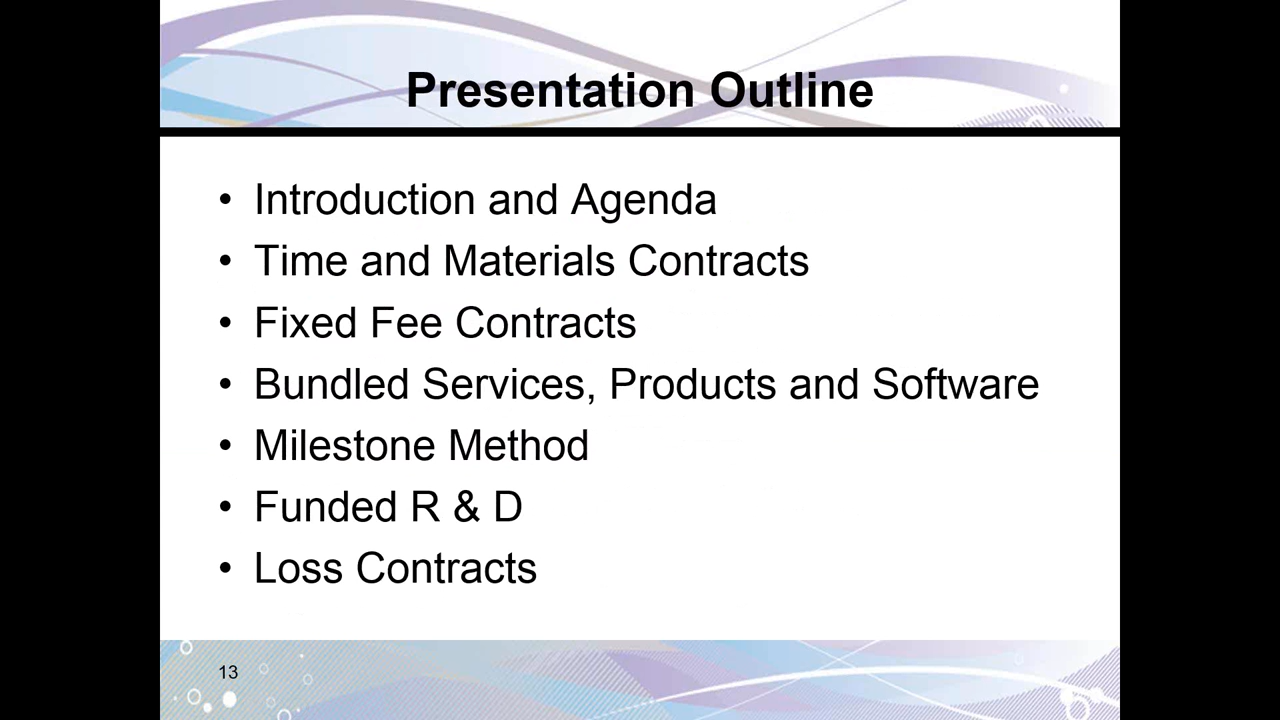 Presentation Outline
• Introduction and Agenda
• Time and Materials Contracts
• Fixed Fee Contracts
• Bundled Services, Products and Software
• Milestone Method
• Funded R & D
• Loss Contracts
13